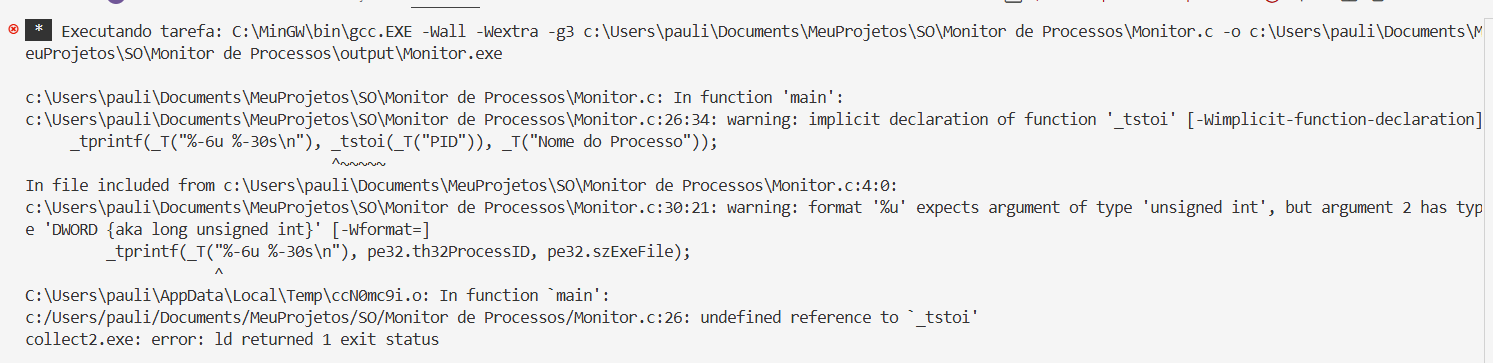 * Executando tarefa: C:\MinGW\bin\gcc.EXE -Wall -Wextra -g3 c:\Users\pauli\Documents\MeuProjetos\SO\Monitor de Processos\Monitor.c -o c:\Users\pauli\Documents\M
euProjetos\SO\Monitor de Processos\output\Monitor.exe
c:\Users\pauli\Documents\MeuProjetos\SO\Monitor de Processos\Monitor.c: In function 'main':
c:\Users\pauli\Documents\MeuProjetos\SO\Monitor de Processos\Monitor.c:26:34: warning: implicit declaration of function '_tstoi' [-Wimplicit-function-declaration]
_tprintf(_T("%-6u %-30s\n"), _tstoi(_T("PID")), _T("Nome do Processo"));
^~~~~~
In file included from c:\Users\pauli\Documents\MeuProjetos\SO\Monitor de Processos\Monitor.c:4:0:
c:\Users\pauli\Documents\MeuProjetos\SO\Monitor de Processos\Monitor.c:30:21: warning: format '%u' expects argument of type 'unsigned int', but argument 2 has typ
e 'DWORD {aka long unsigned int}' [-Wformat=]
_tprintf(_T("%-6u %-30s\n"), pe32.th32ProcessID, pe32.szExeFile);
^
C:\Users\pauli\AppData\Local\Temp\ccN0mc9i.o: In function `main':
c:/Users/pauli/Documents/MeuProjetos/SO/Monitor de Processos/Monitor.c:26: undefined reference to `_tstoi'
collect2.exe: error: ld returned 1 exit status